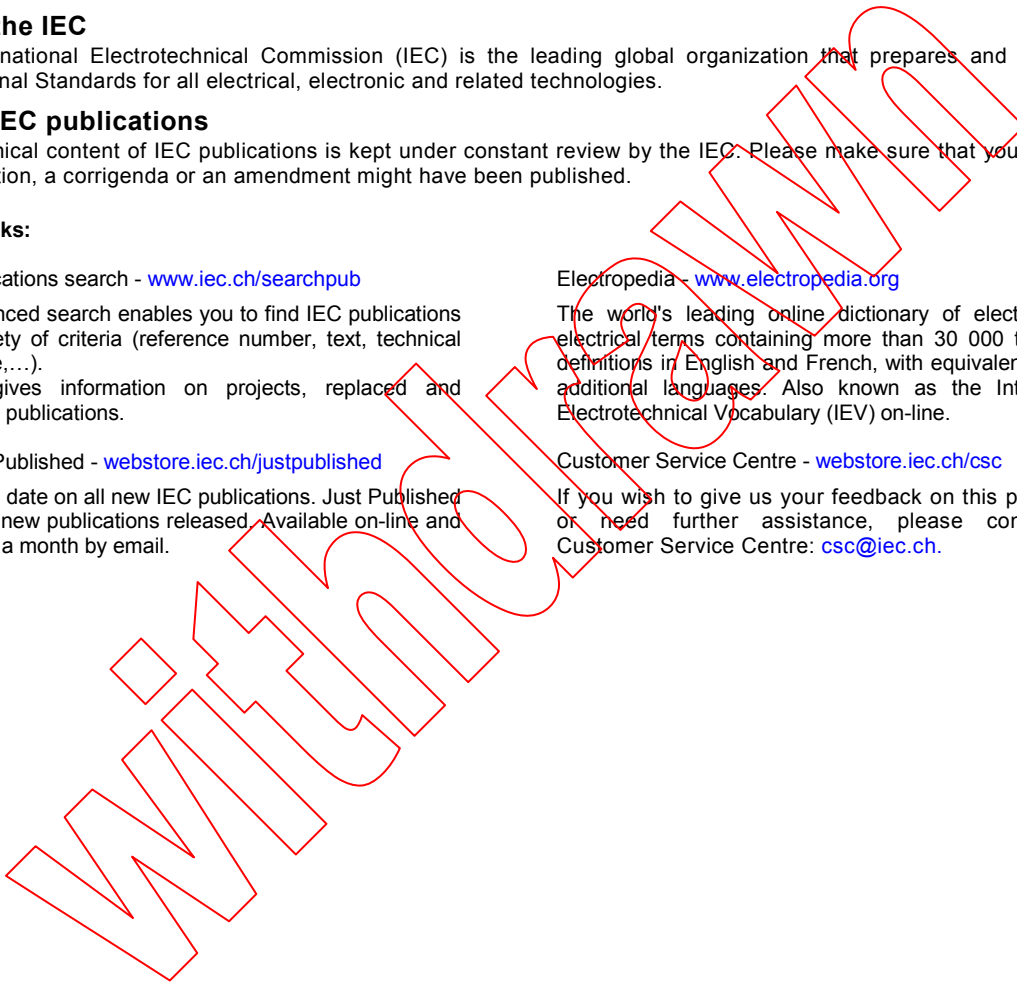 the IEC
national Electrotechnical Commission (IEC) is the leading global organization that prepares and
nal Standards for all electrical, electronic and related technologies.
EC publications
nical content of IEC publications is kept under constant review by the IEC. Please make sure that you
tion, a corrigenda or an amendment might have been published.
ks:
cations search - www.iec.ch/searchpub
nced search enables you to find IEC publications
ety of criteria (reference number, text, technical
e,…).
gives information on projects, replaced and
publications.
Published - webstore.iec.ch/justpublished
date on all new IEC publications. Just Published
new publications released. Available on-line and
a month by email.
Electropedia - www.electropedia.org
The world's leading online dictionary of elect
electrical terms containing more than 30 000 t
definitions in English and French, with equivalen
additional languages. Also known as the Int
Electrotechnical Vocabulary (IEV) on-line.
Customer Service Centre - webstore.iec.ch/csc
If you wish to give us your feedback on this p
or need further assistance, please con
Customer Service Centre: csc@iec.ch.
withdrawn